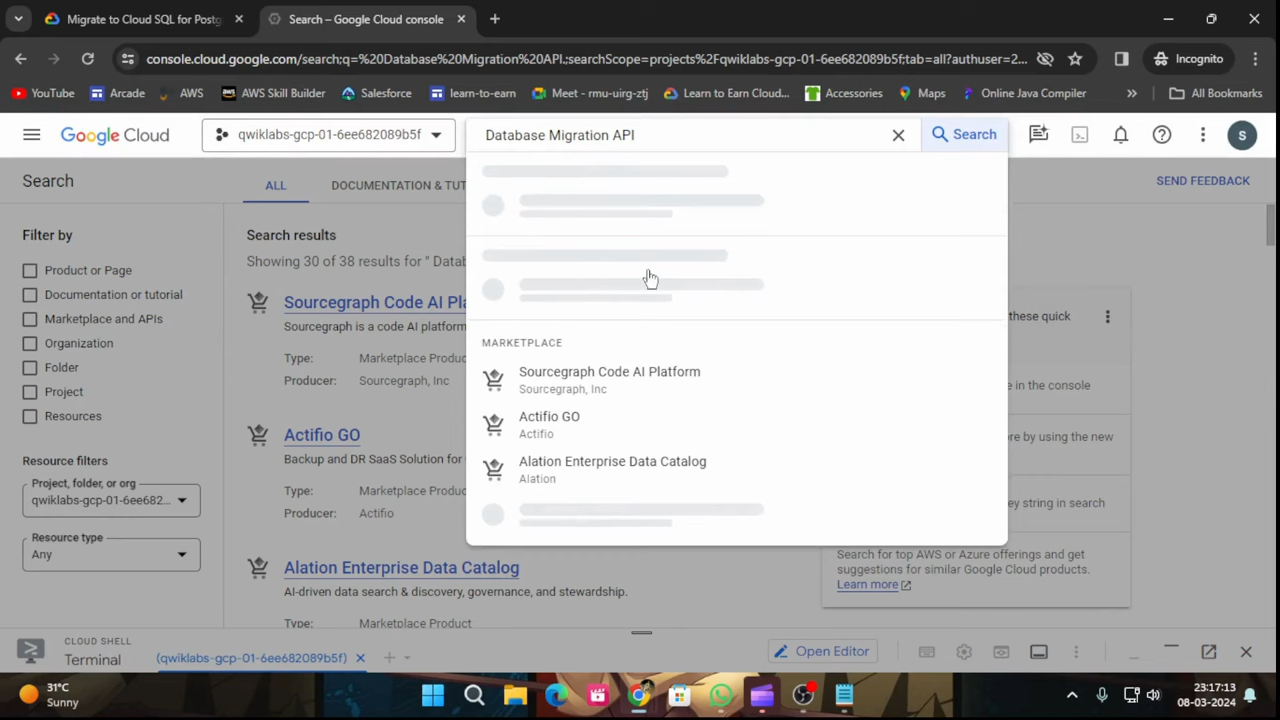 Migrate to Cloud SQL for Postg
Search – Google Cloud console
console.cloud.google.com/search;q=%20Database%20Migration%20API.;searchScope=projects%2Fqwiklabs-gcp-01-6ee682089b5f;tab=all?authuser=2...
Incognito
YouTube
Arcade
AWS
AWS Skill Builder
Salesforce
learn-to-earn
Meet - rmu-uirg-ztj
Learn to Earn Cloud...
Accessories
Maps
Online Java Compiler
All Bookmarks
Google Cloud
qwiklabs-gcp-01-6ee682089b5f
Database Migration API
Search
S
Search
ALL
DOCUMENTATION & TUT
SEND FEEDBACK
Filter by
Product or Page
Documentation or tutorial
Marketplace and APIs
Organization
Folder
Project
Resources
Resource filters
Project, folder, or org
qwiklabs-gcp-01-6ee682...
Resource type
Any
Search results
Showing 30 of 38 results for " Datab
Sourcegraph Code AI Pla
Sourcegraph is a code AI platform
Type: Marketplace Produc
Producer: Sourcegraph, Inc
Actifio GO
Backup and DR SaaS Solution for
Type: Marketplace Produc
Producer: Actifio
Alation Enterprise Data Catalog
AI-driven data search & discovery, governance, and stewardship.
Type: Marketplace Product
MARKETPLACE
Sourcegraph Code AI Platform
Sourcegraph, Inc
Actifio GO
Actifio
Alation Enterprise Data Catalog
Alation
these quick
e in the console
ore by using the new
ey string in search
Search for top AWS or Azure offerings and get
suggestions for similar Google Cloud products.
Learn more
CLOUD SHELL
Terminal
(qwiklabs-gcp-01-6ee682089b5f)
Open Editor
31°C
Sunny
23:17:13
08-03-2024